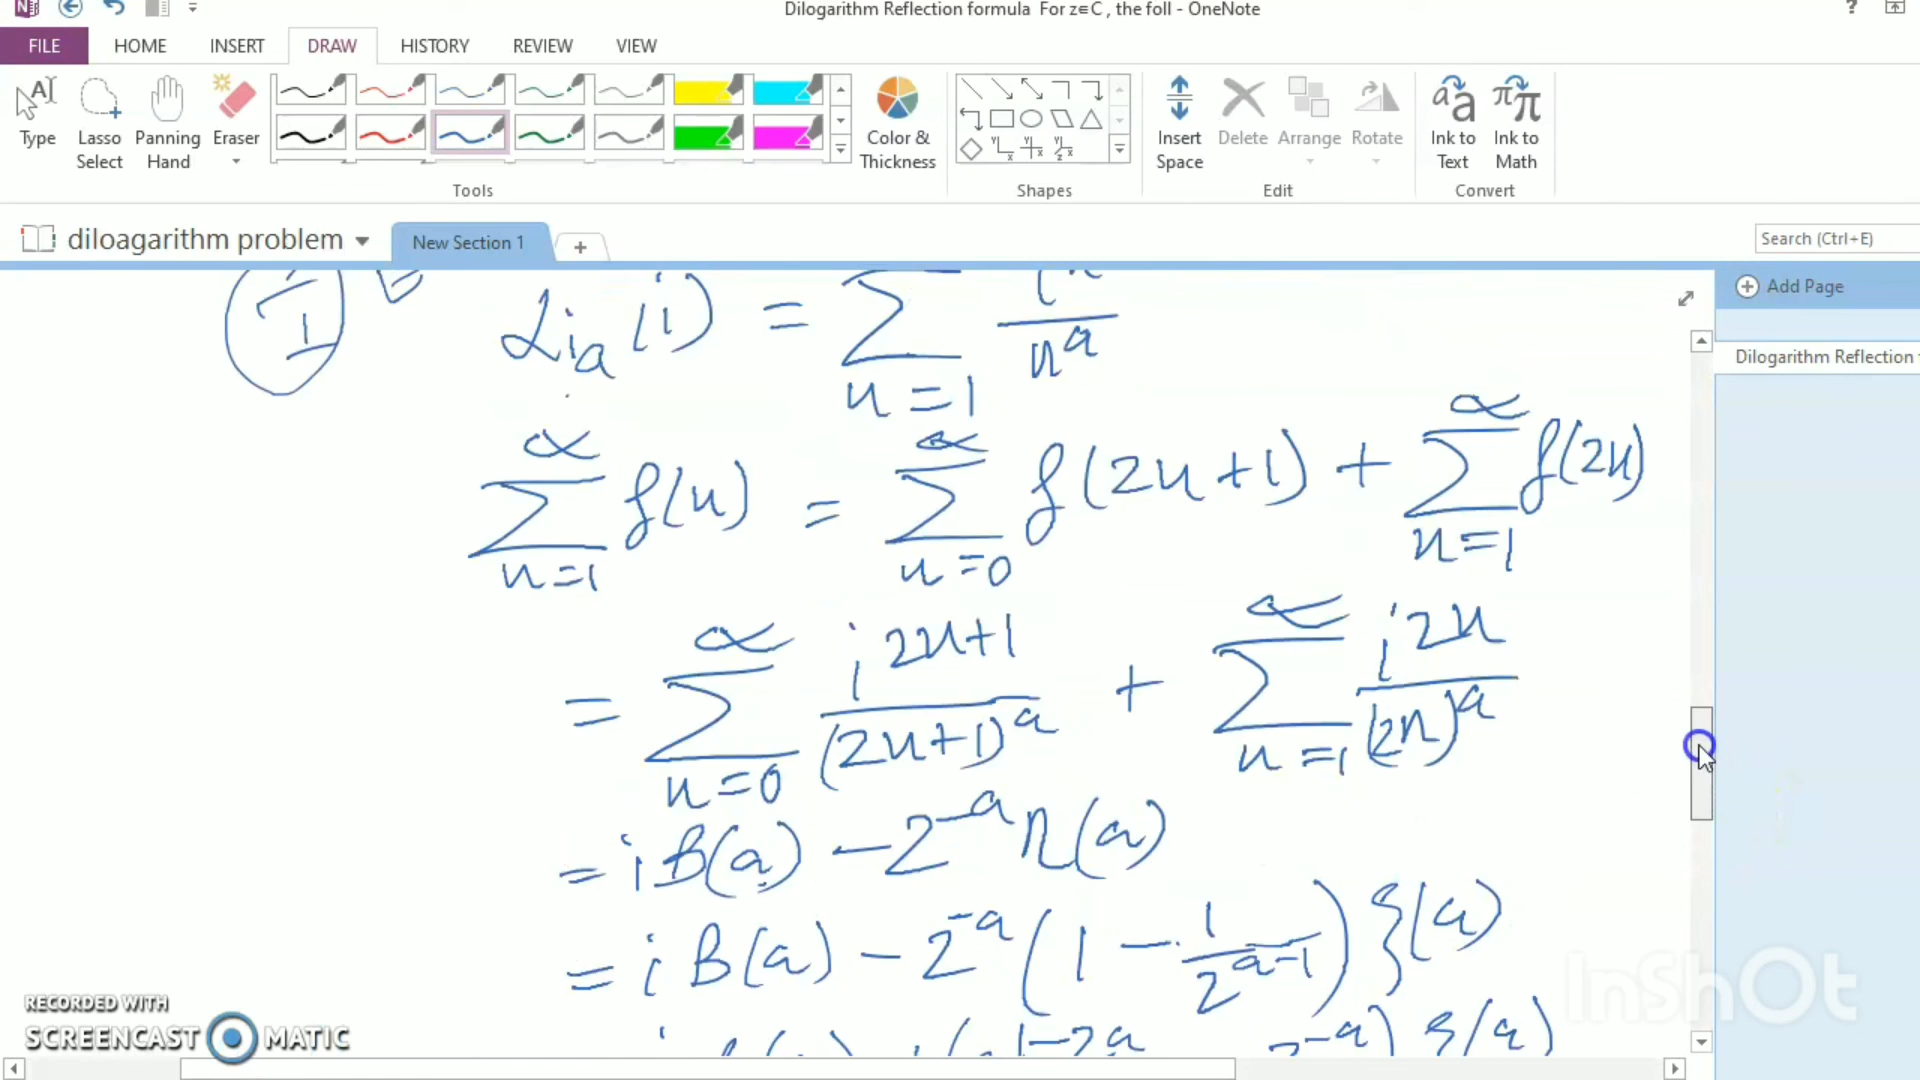 Dilogarithm Reflection formula For z∈C , the foll - OneNote
?
FILE HOME INSERT DRAW HISTORY REVIEW VIEW
Type
Lasso Select
Panning Hand
Eraser
Color & Thickness
Insert Space
Delete
Arrange
Rotate
Ink to Text
Ink to Math
Tools
Shapes
Edit
Convert
diloagarithm problem
New Section 1
Search (Ctrl+E)
Add Page
Dilogarithm Reflection
I
Li_a (i) = ∑_{n=1} i^n / n^a
∑_{n=1}^{∝} f(n) = ∑_{n=0}^{∝} f(2n+1) + ∑_{n=1}^{∝} f(2n)
= ∑_{n=0}^{∝} i^{2n+1} / (2n+1)^a + ∑_{n=1}^{∝} i^{2n} / (2n)^a
= i β(a) - 2^{-a} η(a)
= i β(a) - 2^{-a} (1 - 1/2^{a-1}) ξ(a)
RECORDED WITH
SCREENCAST MATIC
InShOt